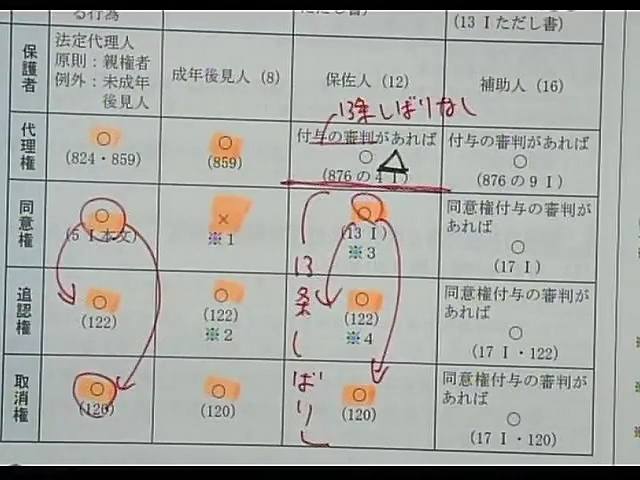 る行為
(13 Ⅰただし書)
保護者
法定代理人
原則：親権者
例外：未成年
後見人
成年後見人（8）
保佐人（12）
補助人（16）
13条しばりなし
代理権
○
(824・859)
○
(859)
付与の審判があれば
○ △
(876の4Ⅰ)
付与の審判があれば
○
(876の9Ⅰ)
同意権
○
(5Ⅰ本文)
×
※1
○
(13Ⅰ)
※3
同意権付与の審判が
あれば
○
(17Ⅰ)
13条しばりし
追認権
○
(122)
○
(122)
※2
○
(122)
※4
同意権付与の審判が
あれば
○
(17Ⅰ・122)
取消権
○
(120)
○
(120)
○
(120)
同意権付与の審判が
あれば
○
(17Ⅰ・120)